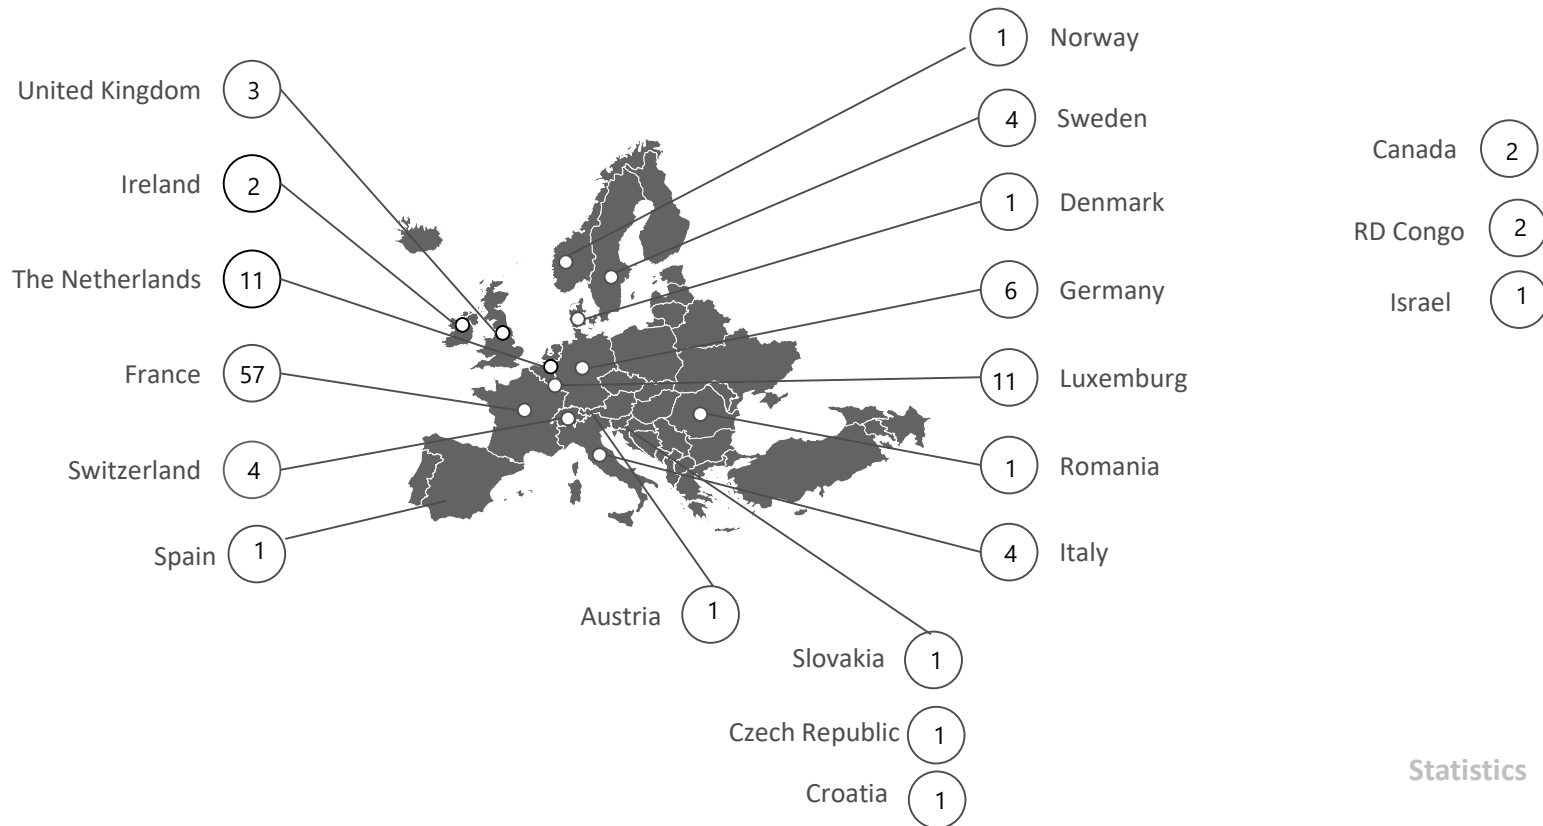 United Kingdom 3
Ireland 2
The Netherlands 11
France 57
Switzerland 4
Spain 1
1 Norway
4 Sweden
1 Denmark
6 Germany
11 Luxemburg
1 Romania
4 Italy
Austria 1
Slovakia 1
Czech Republic 1
Croatia 1
Canada 2
RD Congo 2
Israel 1
Statistics